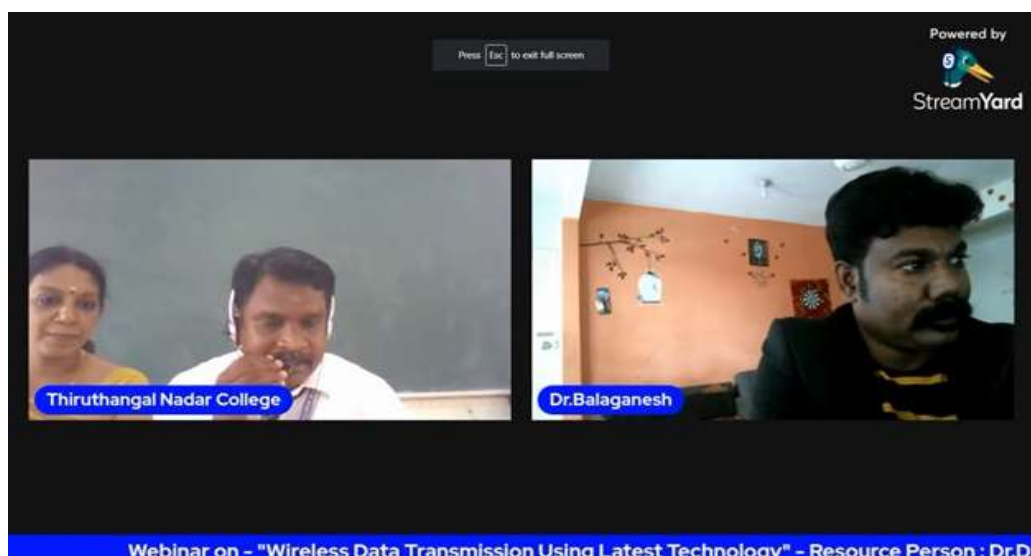 Powered by
StreamYard
Press Esc to exit full screen
Thiruthangal Nadar College
Dr.Balaganesh
Webinar on - "Wireless Data Transmission Using Latest Technology" - Resource Person : Dr.B